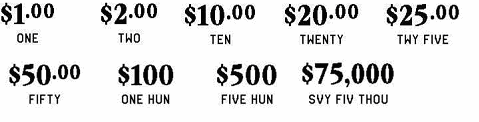 $1.00 $2.00 $10.00 $20.00 $25.00
ONE TWO TEN TWENTY TWY FIVE
$50.00 $100 $500 $75,000
FIFTY ONE HUN FIVE HUN SVY FIV THOU